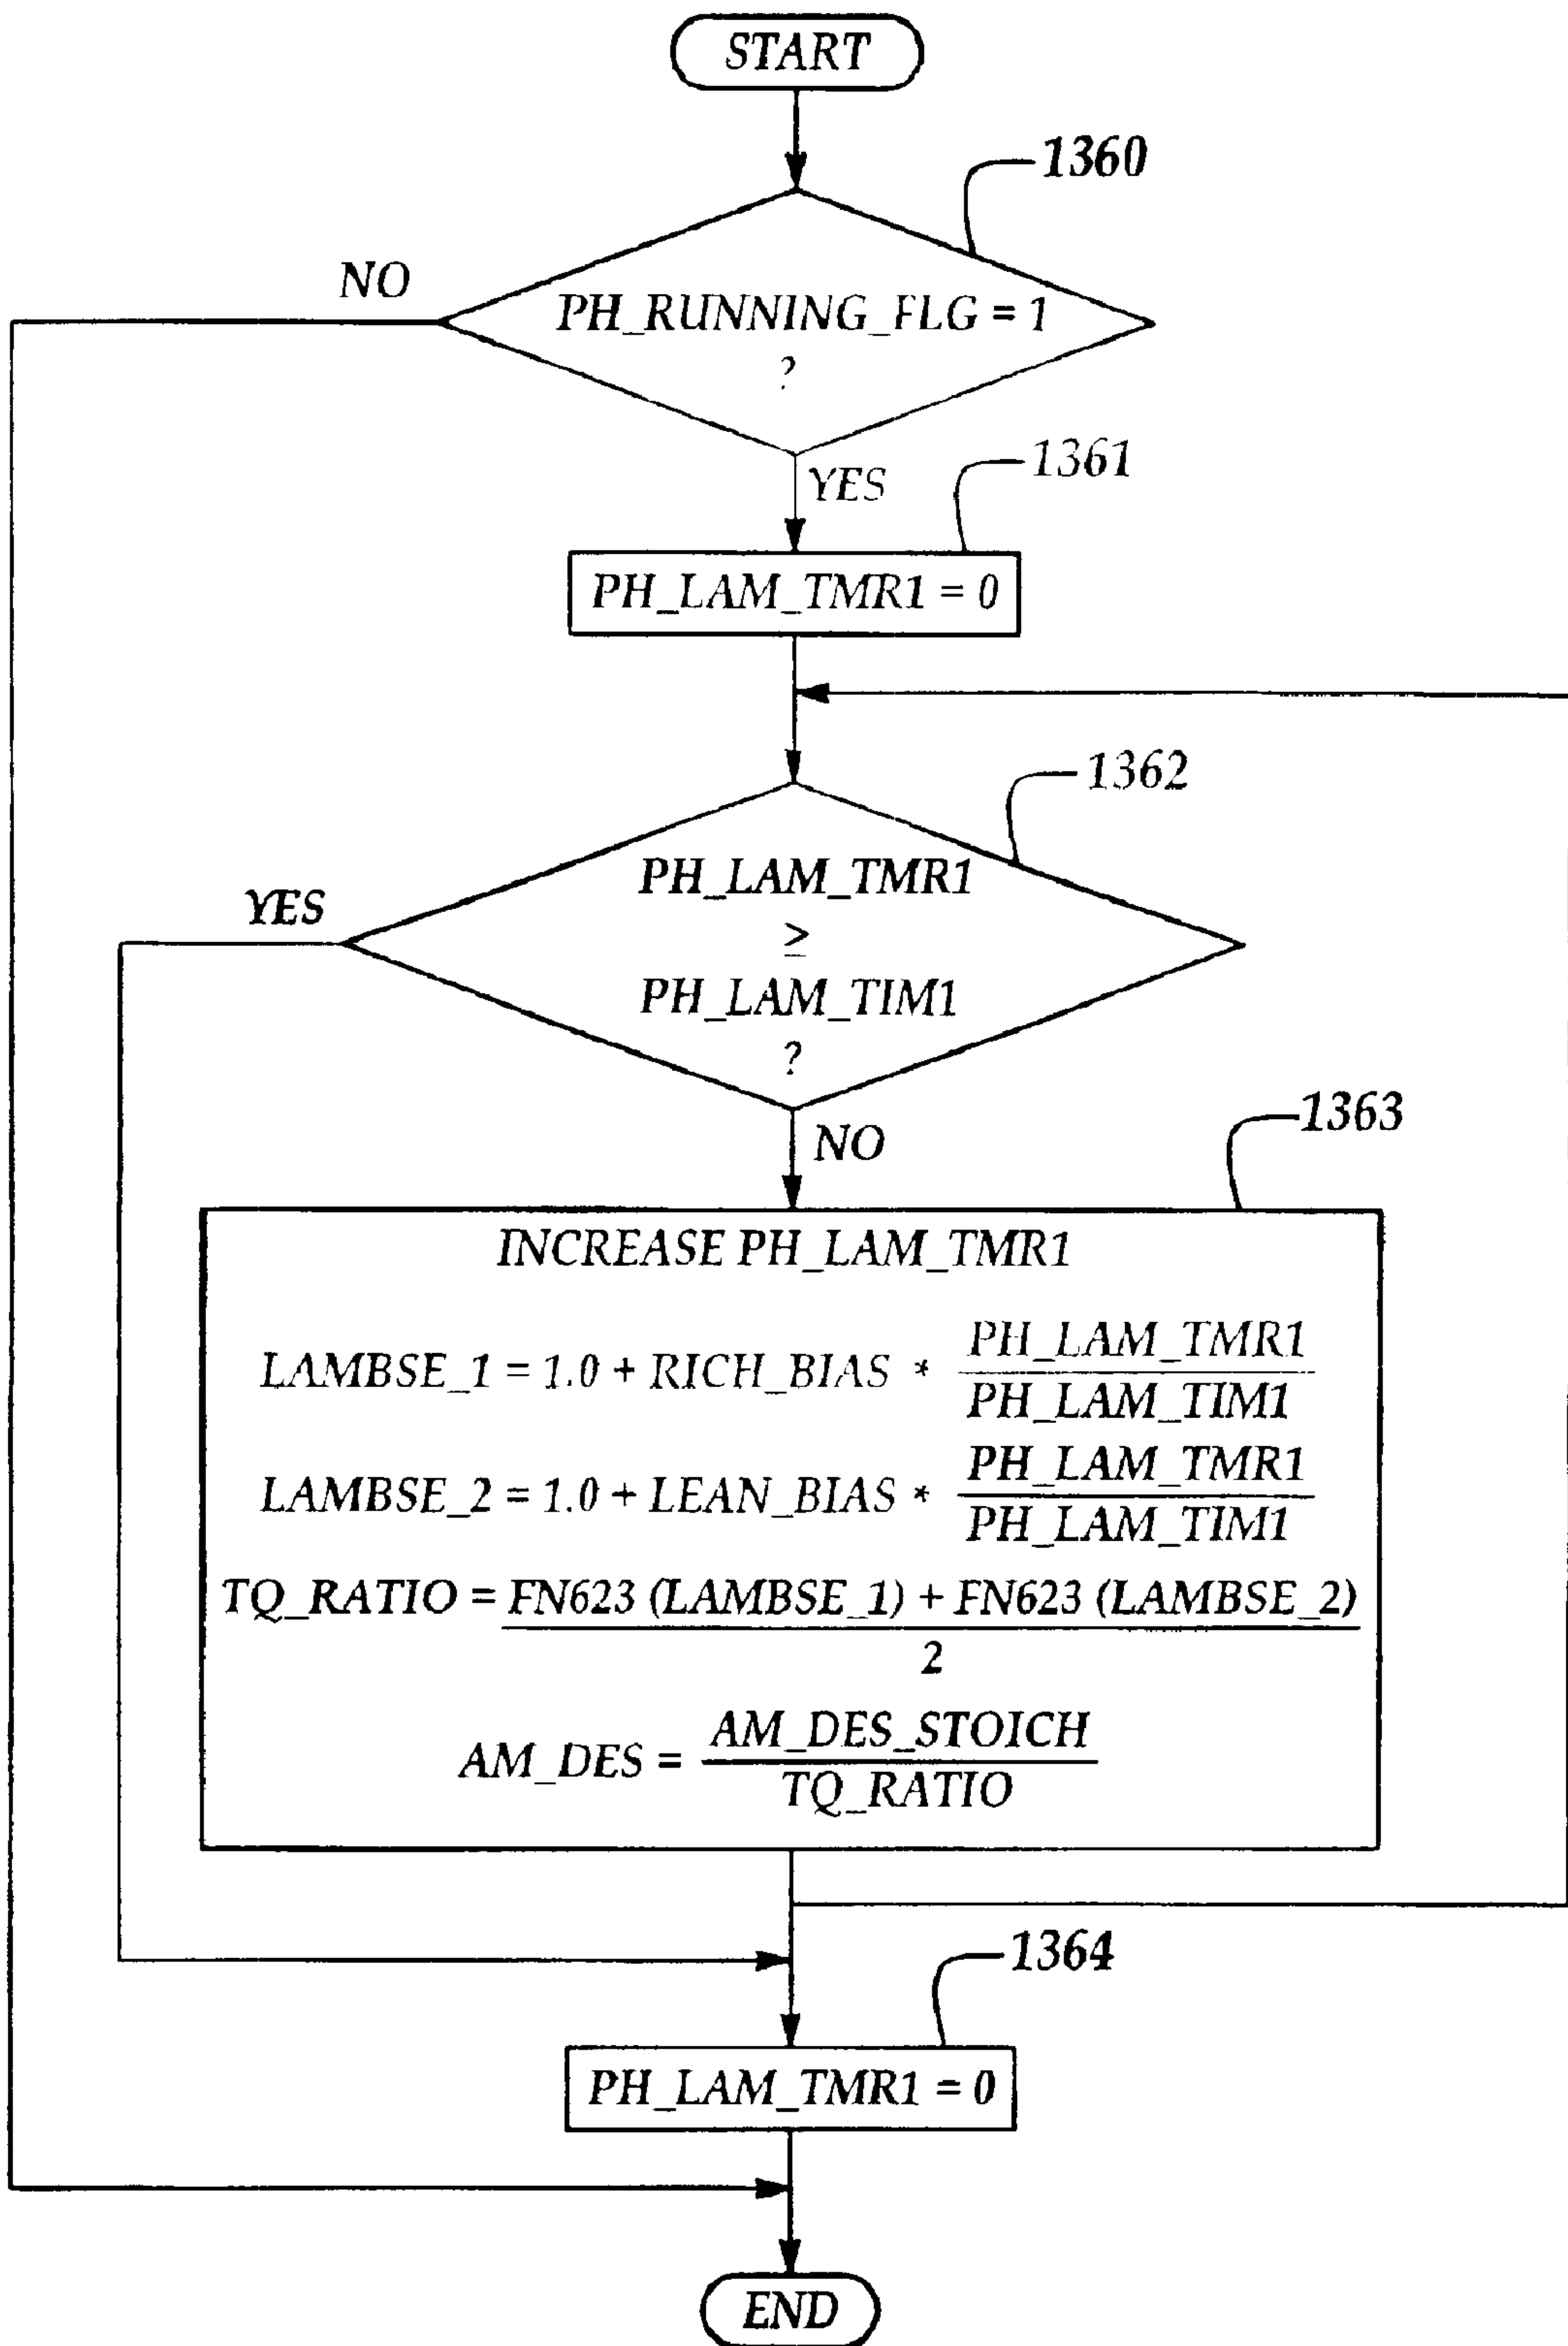 START
1360
NO
PH_RUNNING_FLG = 1
?
1361
YES
PH_LAM_TMR1 = 0
1362
YES
PH_LAM_TMR1
≥
PH_LAM_TIM1
?
1363
NO
INCREASE PH_LAM_TMR1
LAMBSE_1 = 1.0 + RICH_BIAS * PH_LAM_TMR1
PH_LAM_TIM1
LAMBSE_2 = 1.0 + LEAN_BIAS * PH_LAM_TMR1
PH_LAM_TIM1
TQ_RATIO = FN623 (LAMBSE_1) + FN623 (LAMBSE_2)
2
AM_DES = AM_DES_STOICH
TQ_RATIO
1364
PH_LAM_TMR1 = 0
END